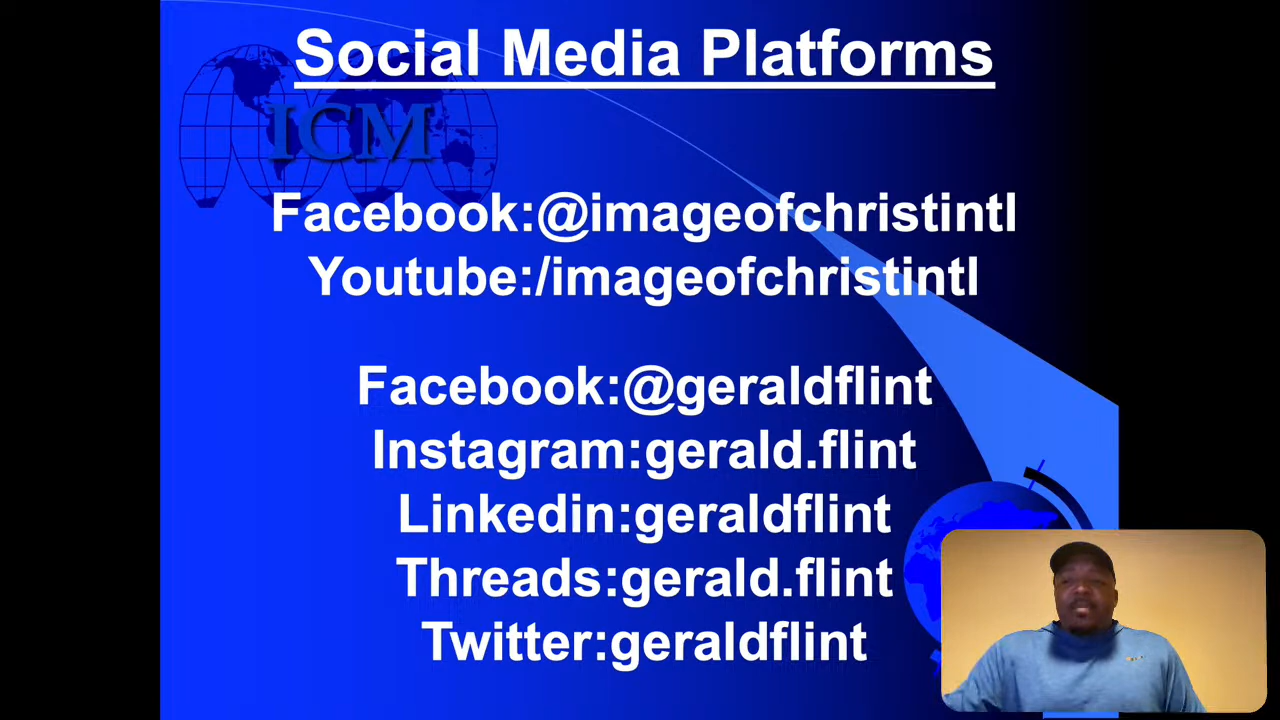 Social Media Platforms
ICM
Facebook:@imageofchristintl
Youtube:/imageofchristintl
Facebook:@geraldflint
Instagram:gerald.flint
Linkedin:geraldflint
Threads:gerald.flint
Twitter:geraldflint